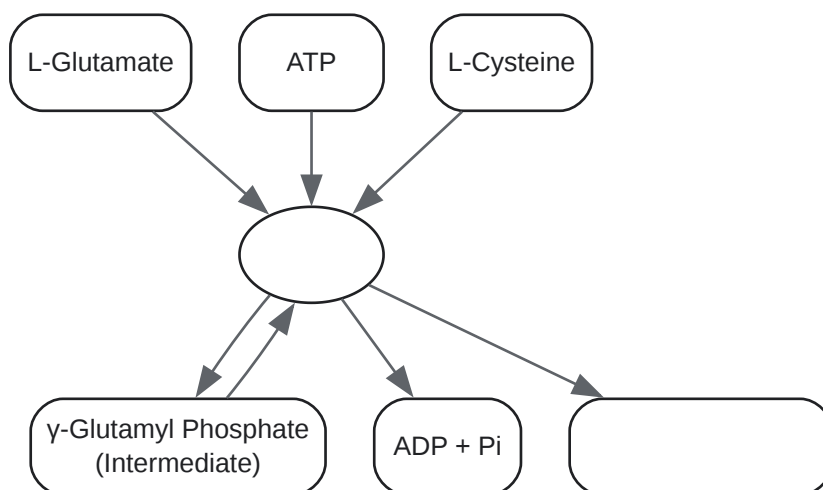 L-Glutamate
ATP
L-Cysteine
γ-Glutamyl Phosphate
(Intermediate)
ADP + Pi